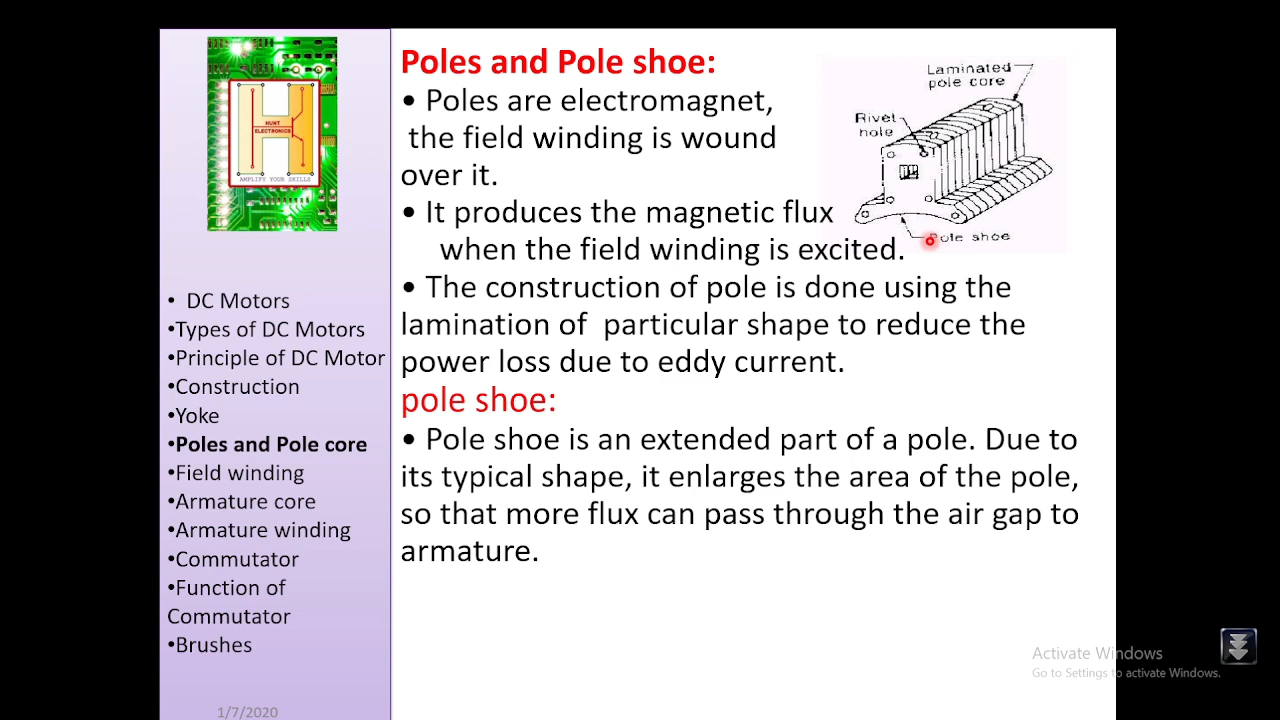 HUNT
ELECTRONICS
AMPLIFY YOUR SKILLS
• DC Motors
•Types of DC Motors
•Principle of DC Motor
•Construction
•Yoke
•Poles and Pole core
•Field winding
•Armature core
•Armature winding
•Commutator
•Function of
Commutator
•Brushes
1/7/2020
Poles and Pole shoe:
• Poles are electromagnet,
the field winding is wound
over it.
• It produces the magnetic flux
when the field winding is excited.
• The construction of pole is done using the
lamination of particular shape to reduce the
power loss due to eddy current.
pole shoe:
• Pole shoe is an extended part of a pole. Due to
its typical shape, it enlarges the area of the pole,
so that more flux can pass through the air gap to
armature.
Laminated
pole core
Rivet
hole
Pole shoe
Activate Windows
Go to Settings to activate Windows.